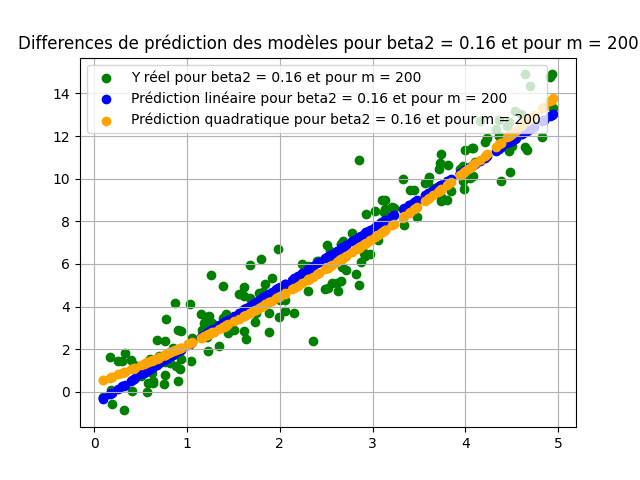 Differences de prédiction des modèles pour beta2 = 0.16 et pour m = 200
Y réel pour beta2 = 0.16 et pour m = 200
Prédiction linéaire pour beta2 = 0.16 et pour m = 200
Prédiction quadratique pour beta2 = 0.16 et pour m = 200
14
12
10
8
6
4
2
0
0 1 2 3 4 5